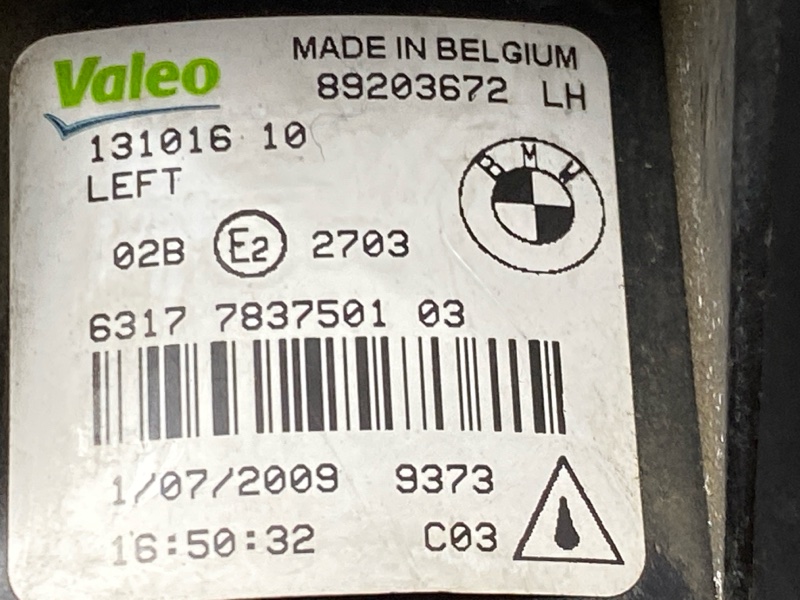 Valeo
MADE IN BELGIUM
89203672 LH
131016 10
LEFT
BMW
02B E2 2703
6317 7837501 03
1/07/2009 9373
16:50:32 C03